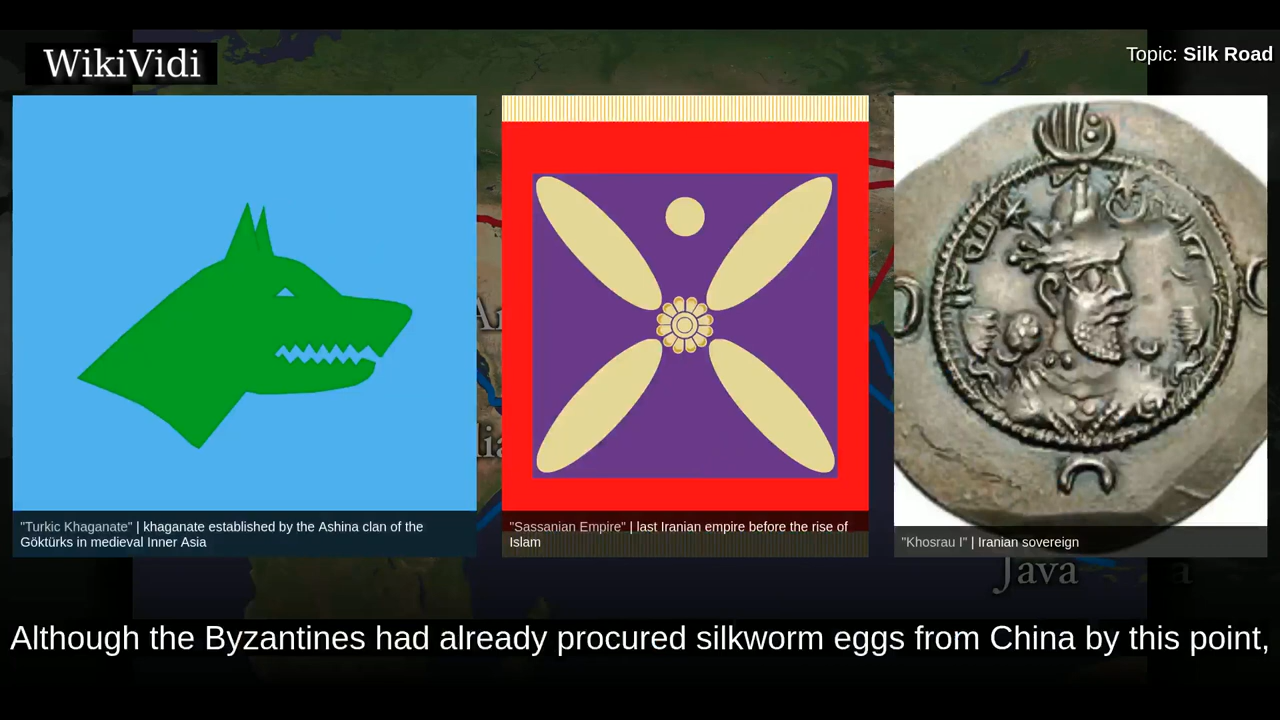 WikiVidi
Topic: Silk Road
"Turkic Khaganate" | khaganate established by the Ashina clan of the
Göktürks in medieval Inner Asia
"Sassanian Empire" | last Iranian empire before the rise of
Islam
"Khosrau I" | Iranian sovereign
Java
Although the Byzantines had already procured silkworm eggs from China by this point,